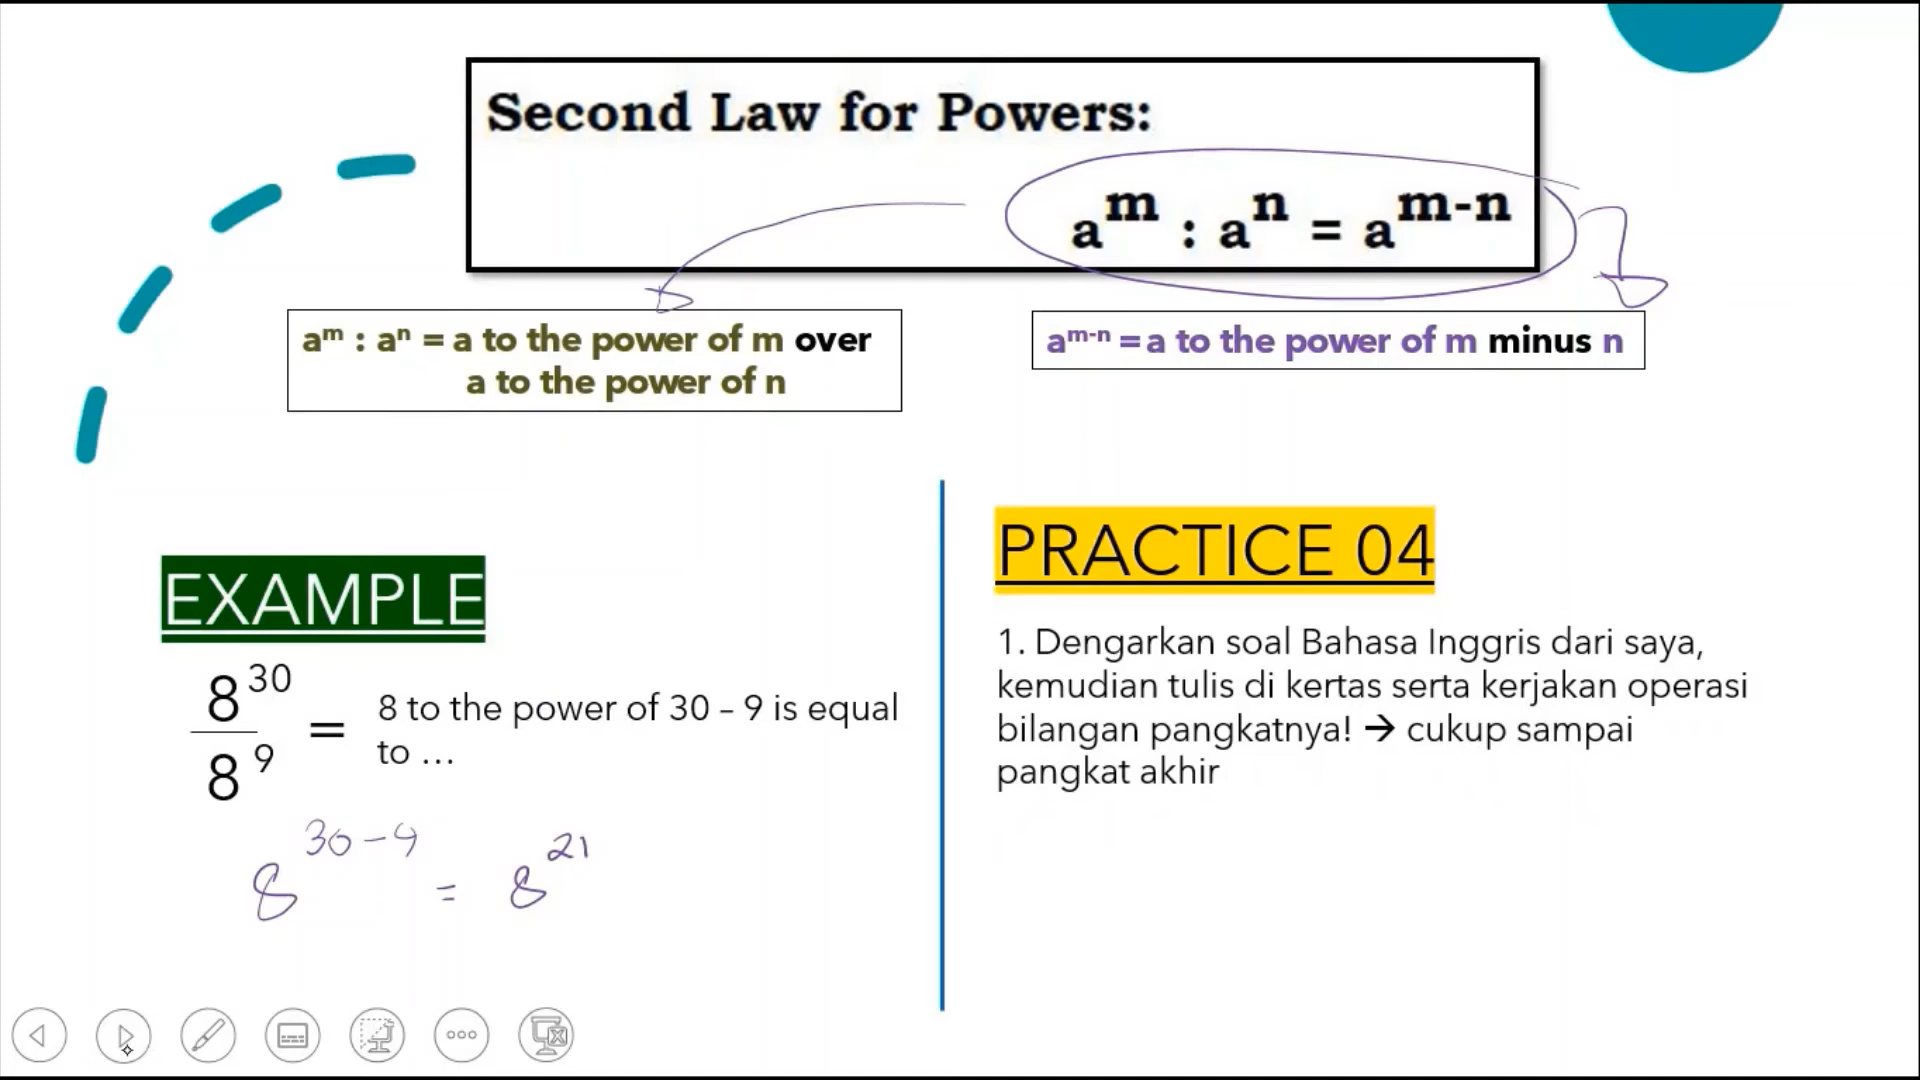 Second Law for Powers:
aᵐ : aⁿ = aᵐ⁻ⁿ
aᵐ : aⁿ = a to the power of m over
a to the power of n
aᵐ⁻ⁿ = a to the power of m minus n
EXAMPLE
8³⁰
8⁹
=
8 to the power of 30 – 9 is equal
to ...
8³⁰⁻⁹ = 8²¹
PRACTICE 04
1. Dengarkan soal Bahasa Inggris dari saya,
kemudian tulis di kertas serta kerjakan operasi
bilangan pangkatnya! → cukup sampai
pangkat akhir